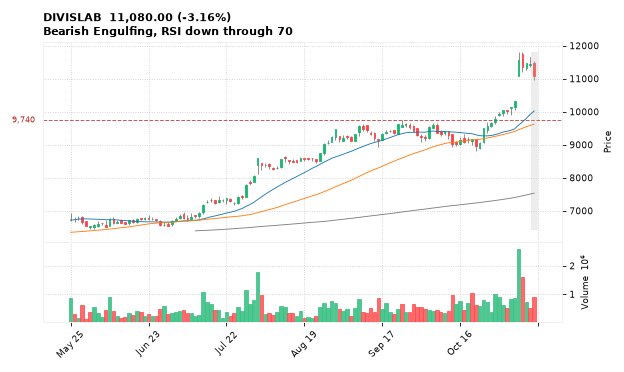 DIVISLAB 11,080.00 (-3.16%)
Bearish Engulfing, RSI down through 70
12000
11000
10000
9.740
9000
8000
7000
Price
2
1
Volume 10⁶
May 25
Jun 23
Jul 22
Aug 19
Sep 17
Oct 16